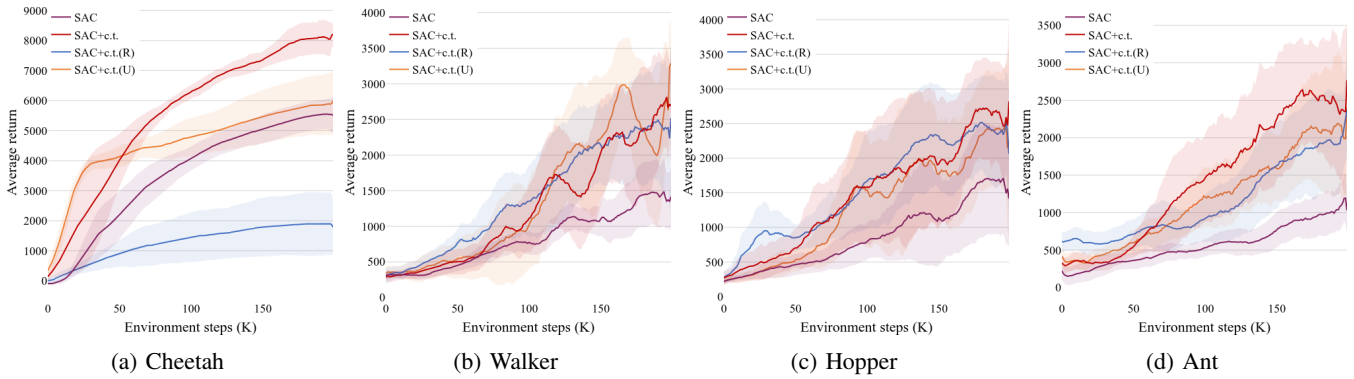 SAC
SAC+c.t.
SAC+c.t.(R)
SAC+c.t.(U)
9000
8000
7000
6000
5000
4000
3000
2000
1000
0
Average return
0 50 100 150
Environment steps (K)
(a) Cheetah
SAC
SAC+c.t.
SAC+c.t.(R)
SAC+c.t.(U)
4000
3500
3000
2500
2000
1500
1000
500
0
Average return
0 50 100 150
Environment steps (K)
(b) Walker
SAC
SAC+c.t.
SAC+c.t.(R)
SAC+c.t.(U)
4000
3500
3000
2500
2000
1500
1000
500
0
Average return
0 50 100 150
Environment steps (K)
(c) Hopper
SAC
SAC+c.t.
SAC+c.t.(R)
SAC+c.t.(U)
3500
3000
2500
2000
1500
1000
500
0
Average return
0 50 100 150
Environment steps (K)
(d) Ant